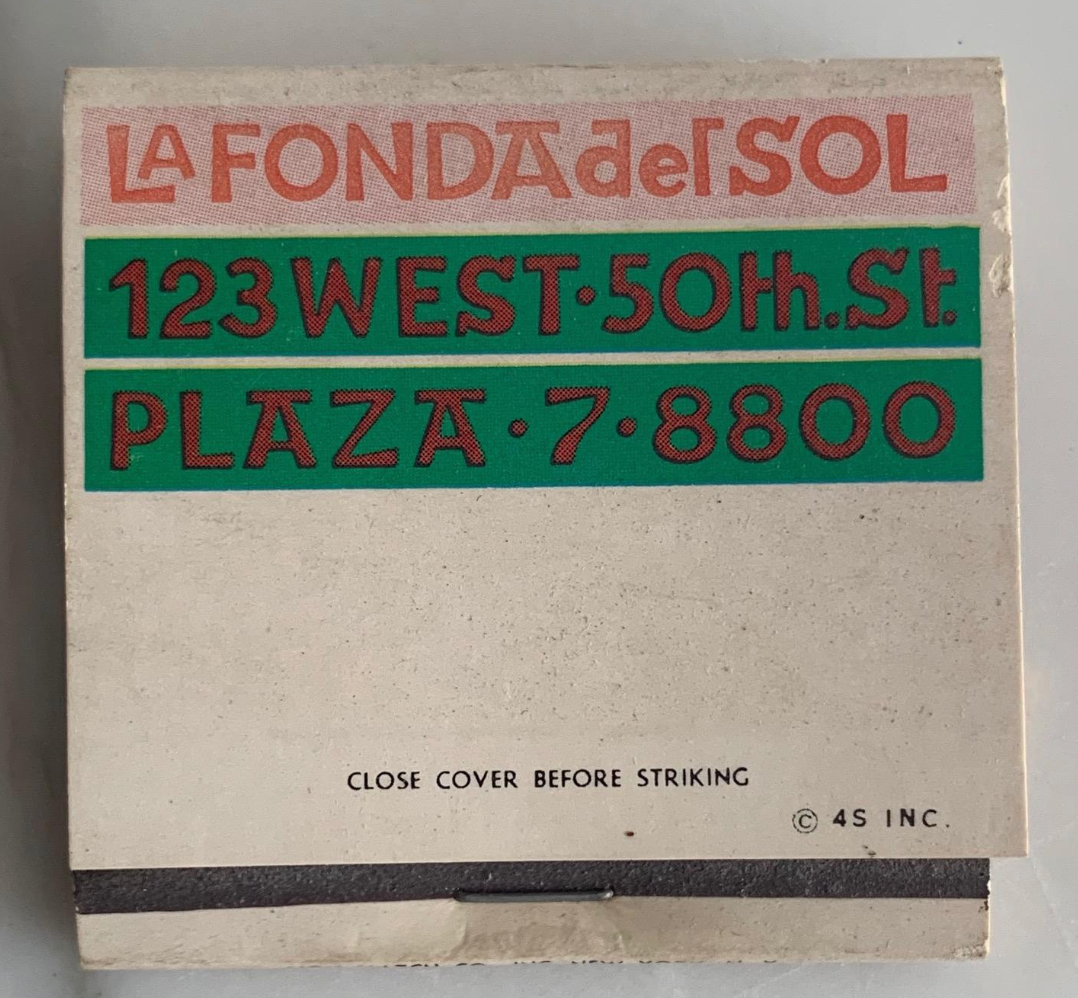 LA FONDA del SOL
123 WEST·50th.St.
PLAZA·7·8800
CLOSE COVER BEFORE STRIKING
© 4S INC.